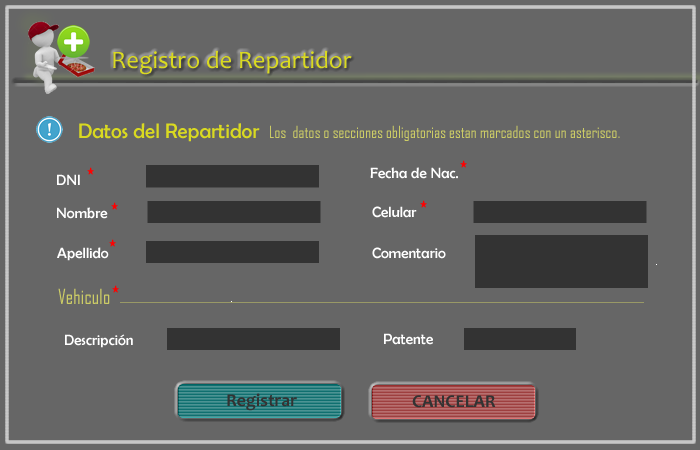 Registro de Repartidor
! Datos del Repartidor Los datos o secciones obligatorias estan marcados con un asterisco.
DNI * Fecha de Nac. *
Nombre * Celular *
Apellido * Comentario
Vehiculo *
Descripción Patente
Registrar CANCELAR